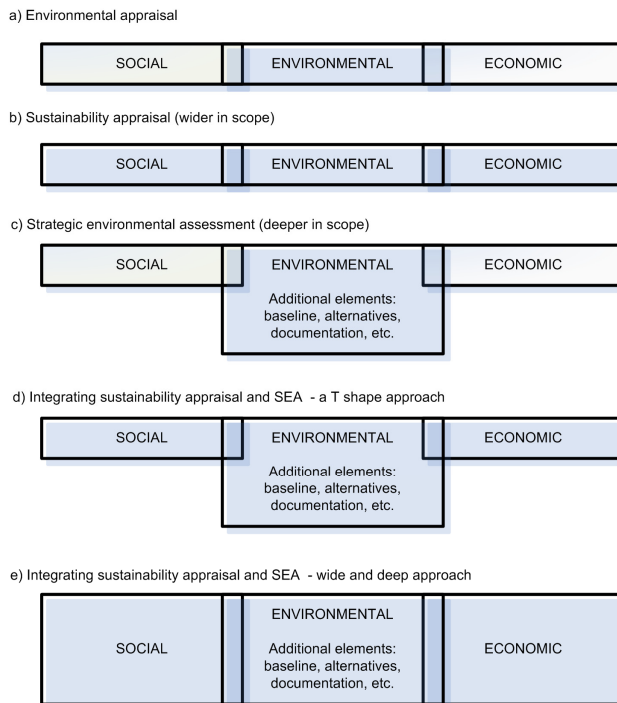 a) Environmental appraisal
SOCIAL ENVIRONMENTAL ECONOMIC
b) Sustainability appraisal (wider in scope)
SOCIAL ENVIRONMENTAL ECONOMIC
c) Strategic environmental assessment (deeper in scope)
SOCIAL ENVIRONMENTAL ECONOMIC
Additional elements:
baseline, alternatives,
documentation, etc.
d) Integrating sustainability appraisal and SEA - a T shape approach
SOCIAL ENVIRONMENTAL ECONOMIC
Additional elements:
baseline, alternatives,
documentation, etc.
e) Integrating sustainability appraisal and SEA - wide and deep approach
ENVIRONMENTAL
SOCIAL Additional elements: ECONOMIC
baseline, alternatives,
documentation, etc.